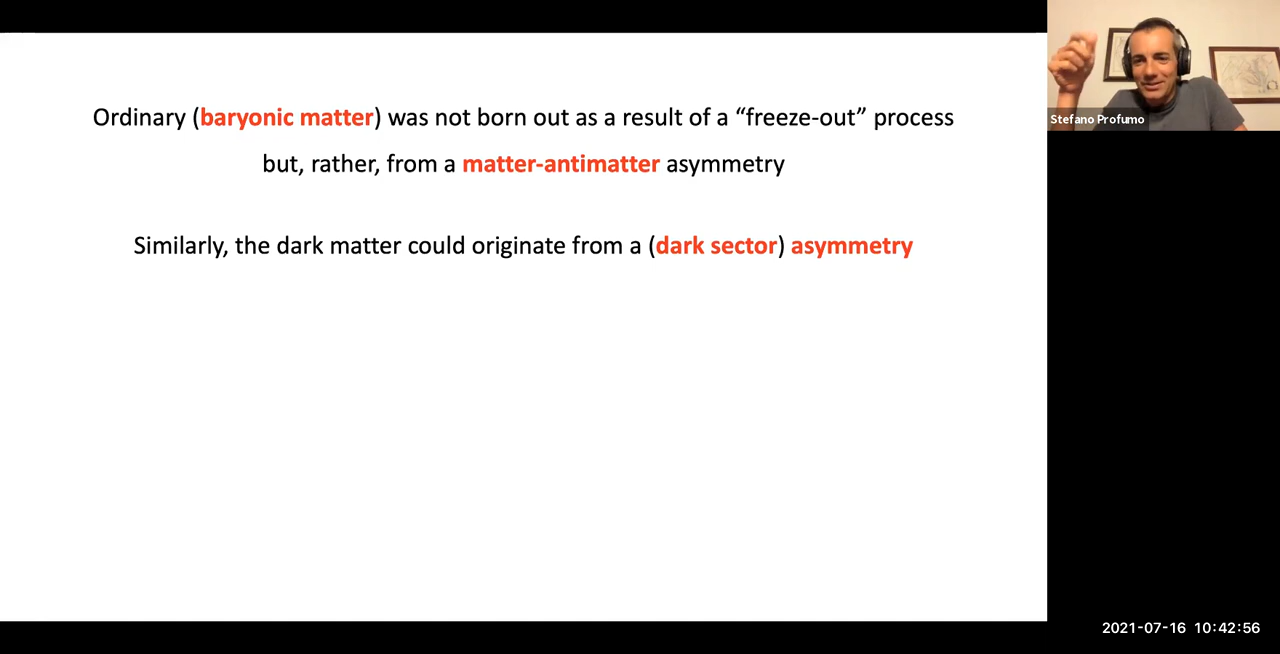 Ordinary (baryonic matter) was not born out as a result of a “freeze-out” process
but, rather, from a matter-antimatter asymmetry
Similarly, the dark matter could originate from a (dark sector) asymmetry
Stefano Profumo
2021-07-16 10:42:56